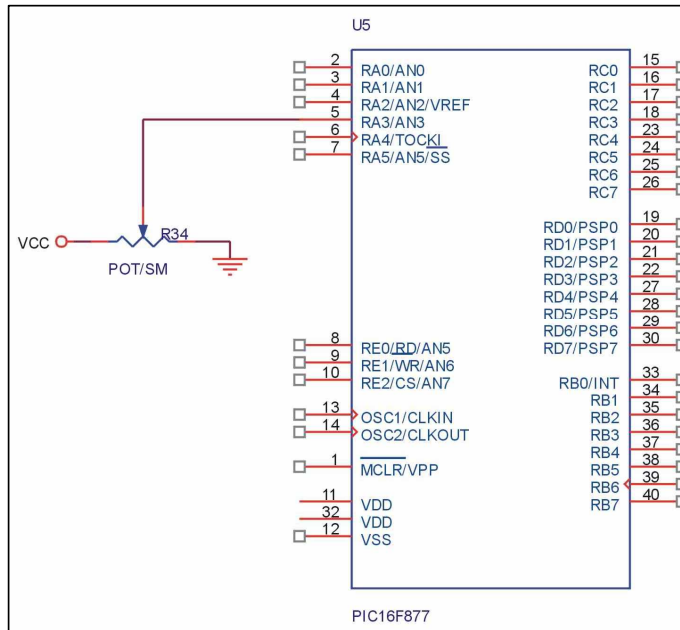 U5
2 RA0/AN0 RC0 15
3 RA1/AN1 RC1 16
4 RA2/AN2/VREF RC2 17
5 RA3/AN3 RC3 18
6 RA4/TOCKI RC4 23
7 RA5/AN5/SS RC5 24
RC6 25
RC7 26
RD0/PSP0 19
RD1/PSP1 20
RD2/PSP2 21
RD3/PSP3 22
RD4/PSP4 27
RD5/PSP5 28
RD6/PSP6 29
RD7/PSP7 30
VCC R34
POT/SM
8 RE0/RD/AN5
9 RE1/WR/AN6
10 RE2/CS/AN7
RB0/INT 33
RB1 34
13 OSC1/CLKIN RB2 35
14 OSC2/CLKOUT RB3 36
RB4 37
1 MCLR/VPP RB5 38
RB6 39
11 VDD RB7 40
32 VDD
12 VSS
PIC16F877